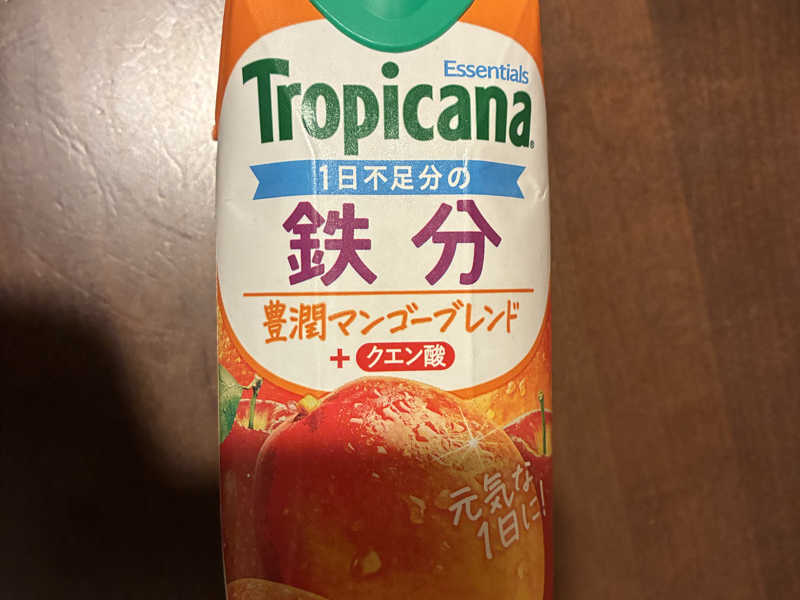 Essentials
Tropicana
1日不足分の
鉄分
豊潤マンゴーブレンド
+クエン酸
元気な
1日に!